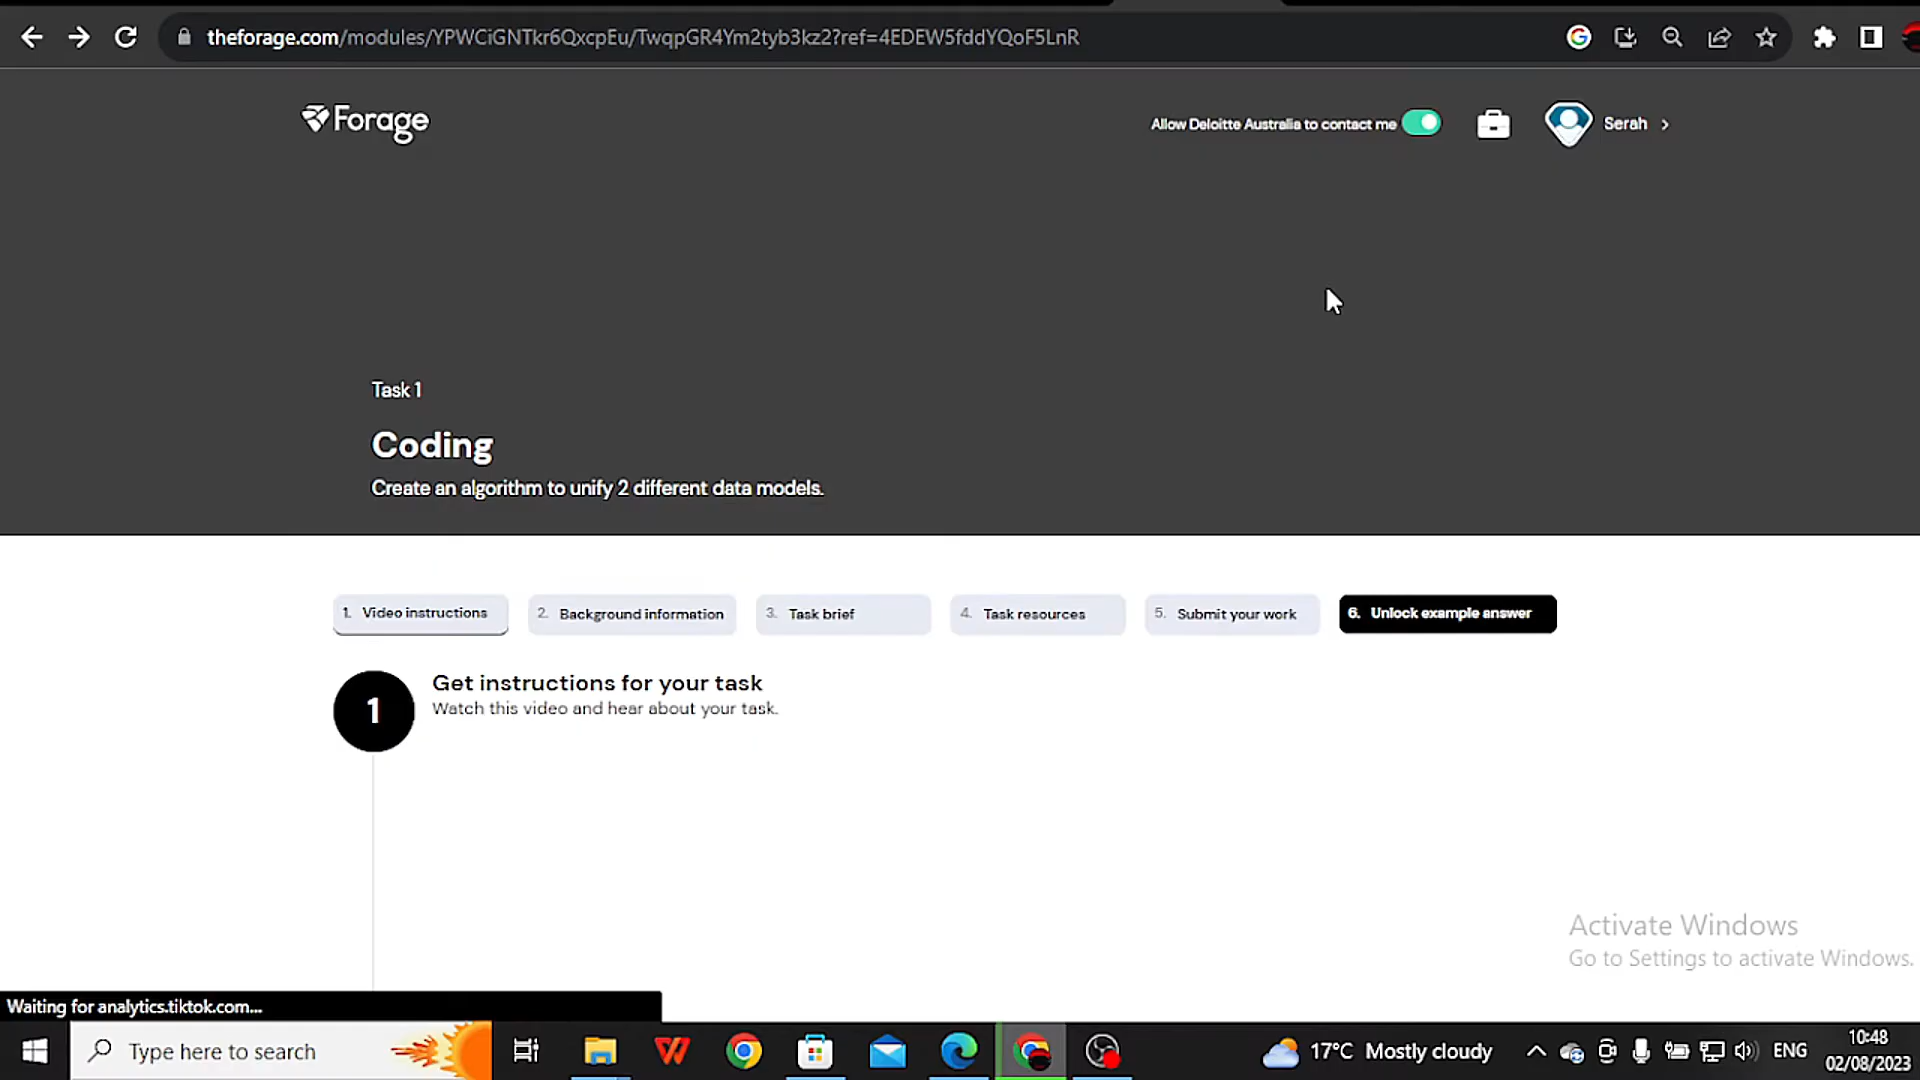 theforage.com/modules/YPWCiGNTkr6QxcpEu/TwqpGR4Ym2tyb3kz2?ref=4EDEW5fddYQoF5LnR
Forage
Allow Deloitte Australia to contact me
Serah
Task 1
Coding
Create an algorithm to unify 2 different data models.
1. Video instructions
2. Background information
3. Task brief
4. Task resources
5. Submit your work
6. Unlock example answer
1
Get instructions for your task
Watch this video and hear about your task.
Activate Windows
Go to Settings to activate Windows.
Waiting for analytics.tiktok.com...
Type here to search
17°C Mostly cloudy
ENG
10:48
02/08/2023